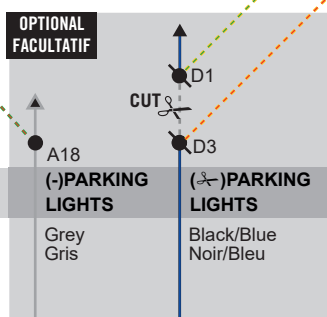 OPTIONAL
FACULTATIF
D1
CUT
D3
A18
(-)PARKING
LIGHTS
(✂)PARKING
LIGHTS
Grey
Gris
Black/Blue
Noir/Bleu